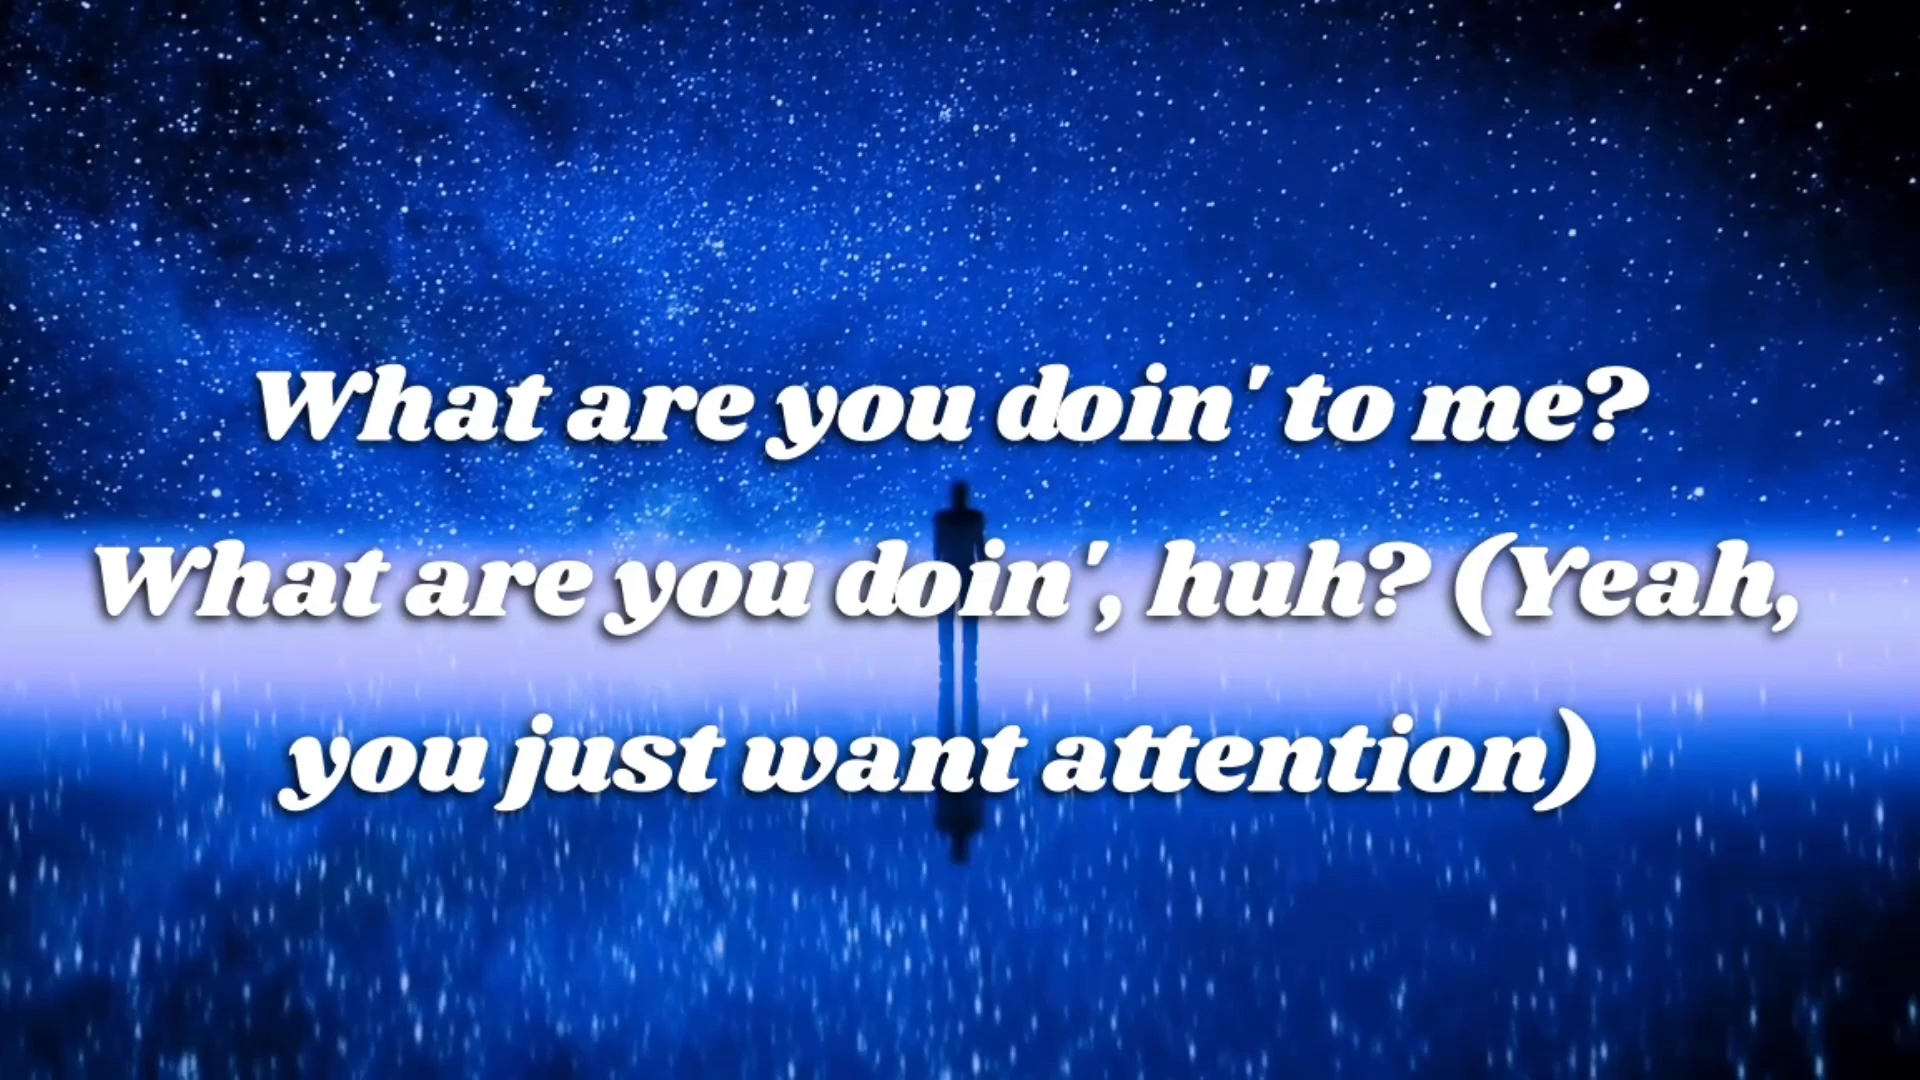 What are you doin' to me?
What are you doin', huh? (Yeah,
you just want attention)